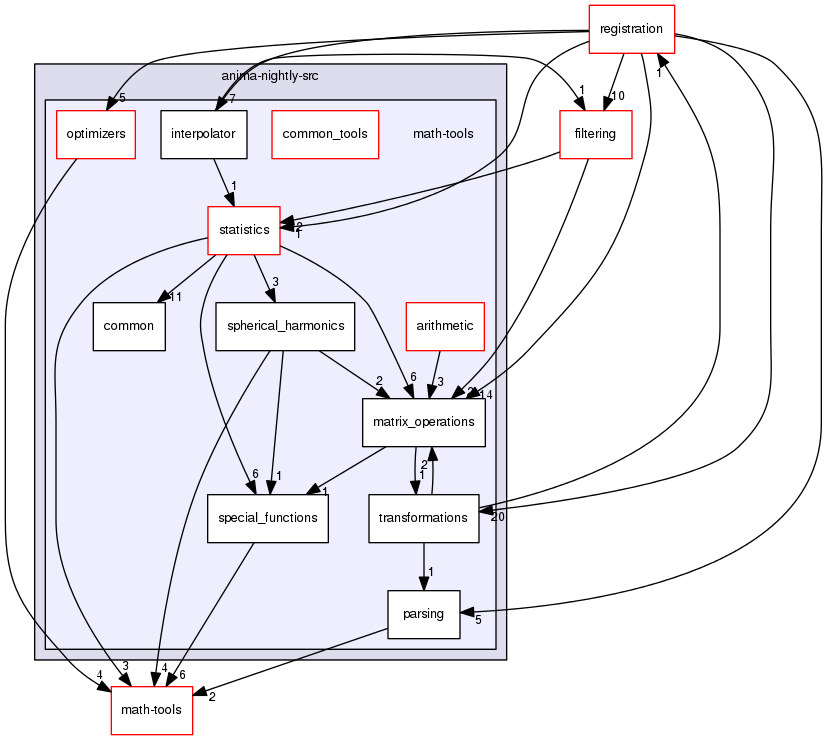 registration
anima-nightly-src
1
5
7
1
10
optimizers
interpolator
common_tools
math-tools
filtering
1
statistics
2
1
3
11
common
spherical_harmonics
arithmetic
2
6
3
2
14
matrix_operations
2
1
6
1
1
special_functions
transformations
20
1
parsing
5
4
3
4
6
2
math-tools